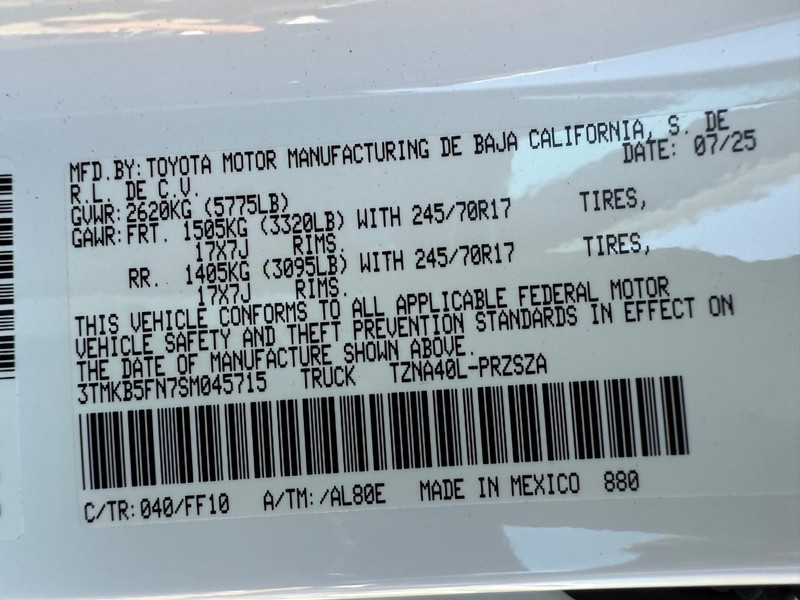 MFD.BY: TOYOTA MOTOR MANUFACTURING DE BAJA CALIFORNIA, S. DE
R.L. DE C.V. DATE: 07/25
GVWR: 2620KG (5775LB)
GAWR: FRT. 1505KG (3320LB) WITH 245/70R17 TIRES,
17X7J RIMS.
RR. 1405KG (3095LB) WITH 245/70R17 TIRES,
17X7J RIMS.
THIS VEHICLE CONFORMS TO ALL APPLICABLE FEDERAL MOTOR
VEHICLE SAFETY AND THEFT PREVENTION STANDARDS IN EFFECT ON
THE DATE OF MANUFACTURE SHOWN ABOVE.
3TMKB5FN7SM045715 TRUCK TZNA40L-PRZSZA
C/TR: 040/FF10 A/TM: /AL80E MADE IN MEXICO 880